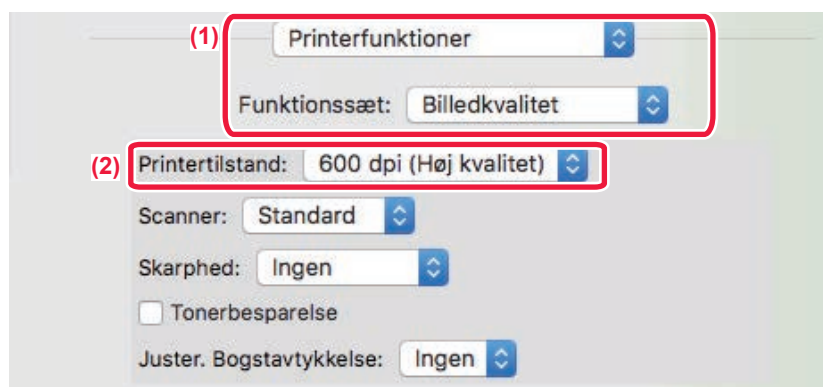 (1) Printerfunktioner
Funktionssæt: Billedkvalitet
(2) Printertilstand: 600 dpi (Høj kvalitet)
Scanner: Standard
Skarphed: Ingen
Tonerbesparelse
Juster. Bogstavtykkelse: Ingen